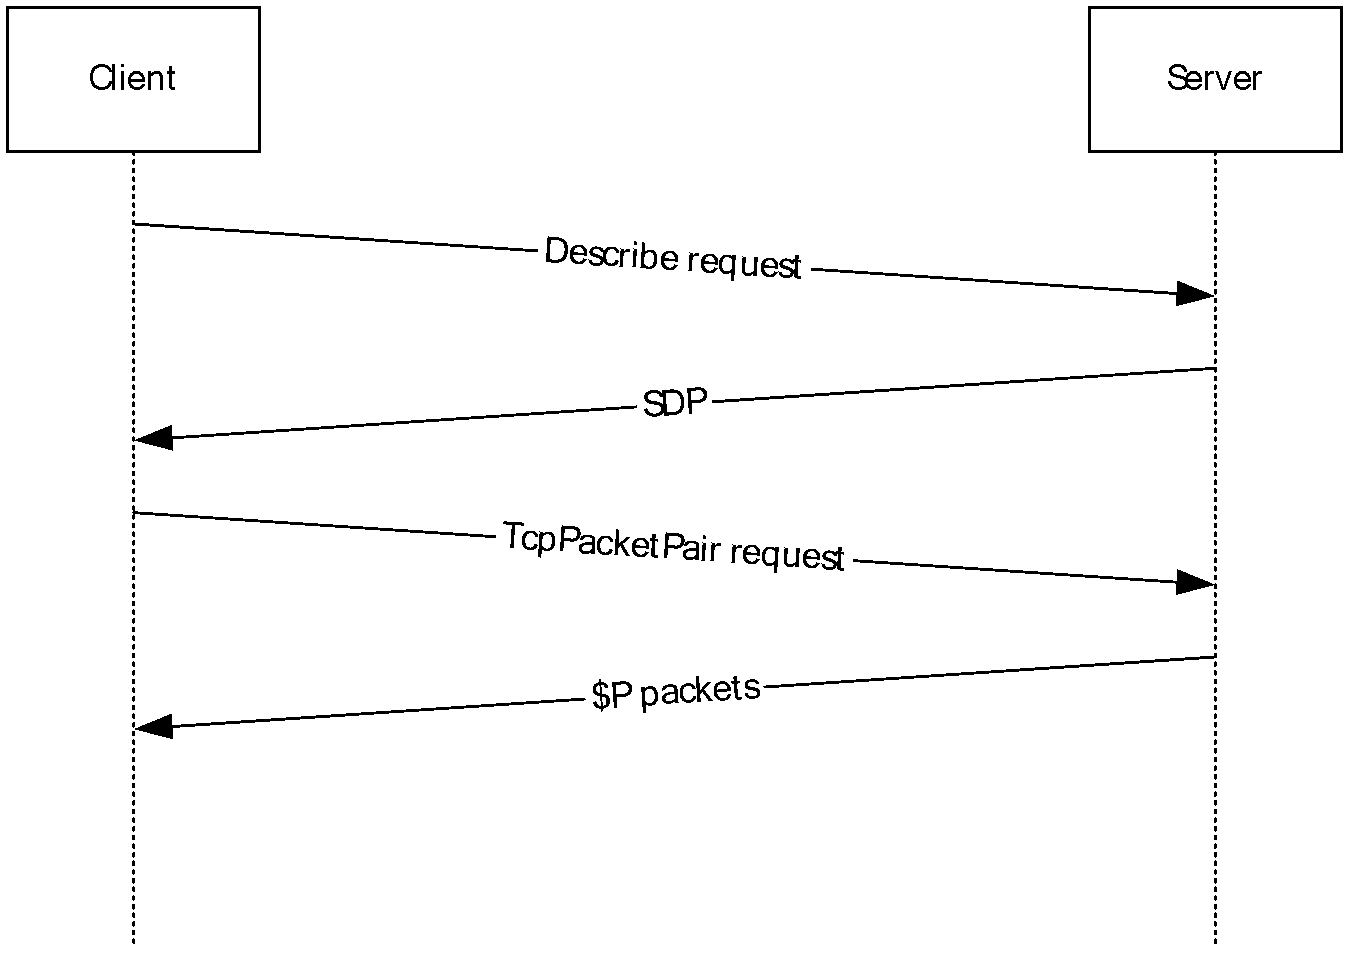 Client
Server
Describe request
SDP
TcpPacketPair request
$P packets